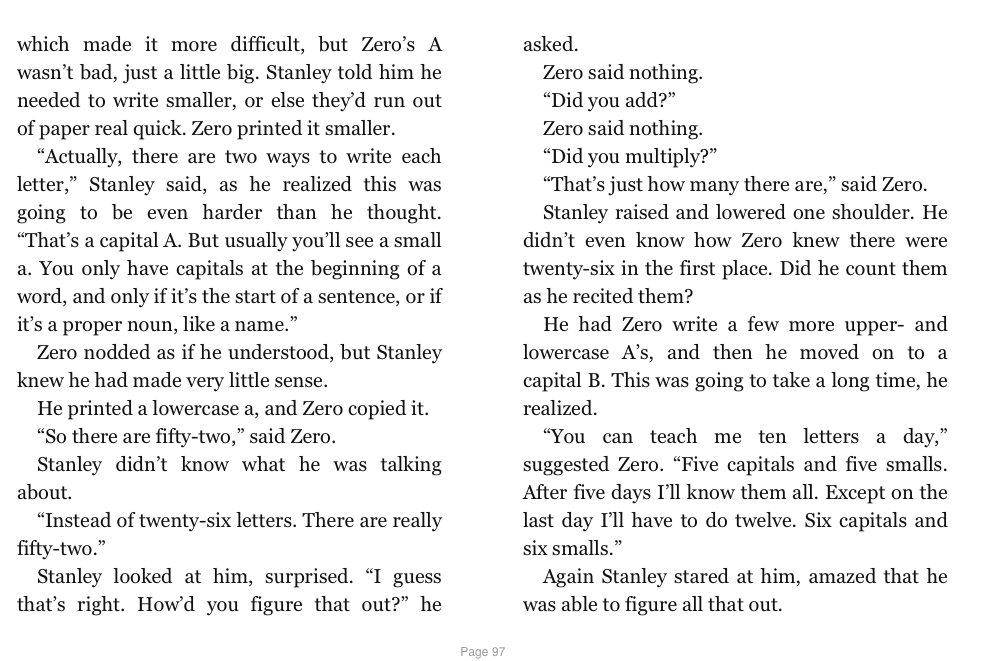 which made it more difficult, but Zero’s A
wasn’t bad, just a little big. Stanley told him he
needed to write smaller, or else they’d run out
of paper real quick. Zero printed it smaller.
“Actually, there are two ways to write each
letter,” Stanley said, as he realized this was
going to be even harder than he thought.
“That’s a capital A. But usually you’ll see a small
a. You only have capitals at the beginning of a
word, and only if it’s the start of a sentence, or if
it’s a proper noun, like a name.”
Zero nodded as if he understood, but Stanley
knew he had made very little sense.
He printed a lowercase a, and Zero copied it.
“So there are fifty-two,” said Zero.
Stanley didn’t know what he was talking
about.
“Instead of twenty-six letters. There are really
fifty-two.”
Stanley looked at him, surprised. “I guess
that’s right. How’d you figure that out?” he
asked.
Zero said nothing.
“Did you add?”
Zero said nothing.
“Did you multiply?”
“That’s just how many there are,” said Zero.
Stanley raised and lowered one shoulder. He
didn’t even know how Zero knew there were
twenty-six in the first place. Did he count them
as he recited them?
He had Zero write a few more upper- and
lowercase A’s, and then he moved on to a
capital B. This was going to take a long time, he
realized.
“You can teach me ten letters a day,”
suggested Zero. “Five capitals and five smalls.
After five days I’ll know them all. Except on the
last day I’ll have to do twelve. Six capitals and
six smalls.”
Again Stanley stared at him, amazed that he
was able to figure all that out.
Page 97